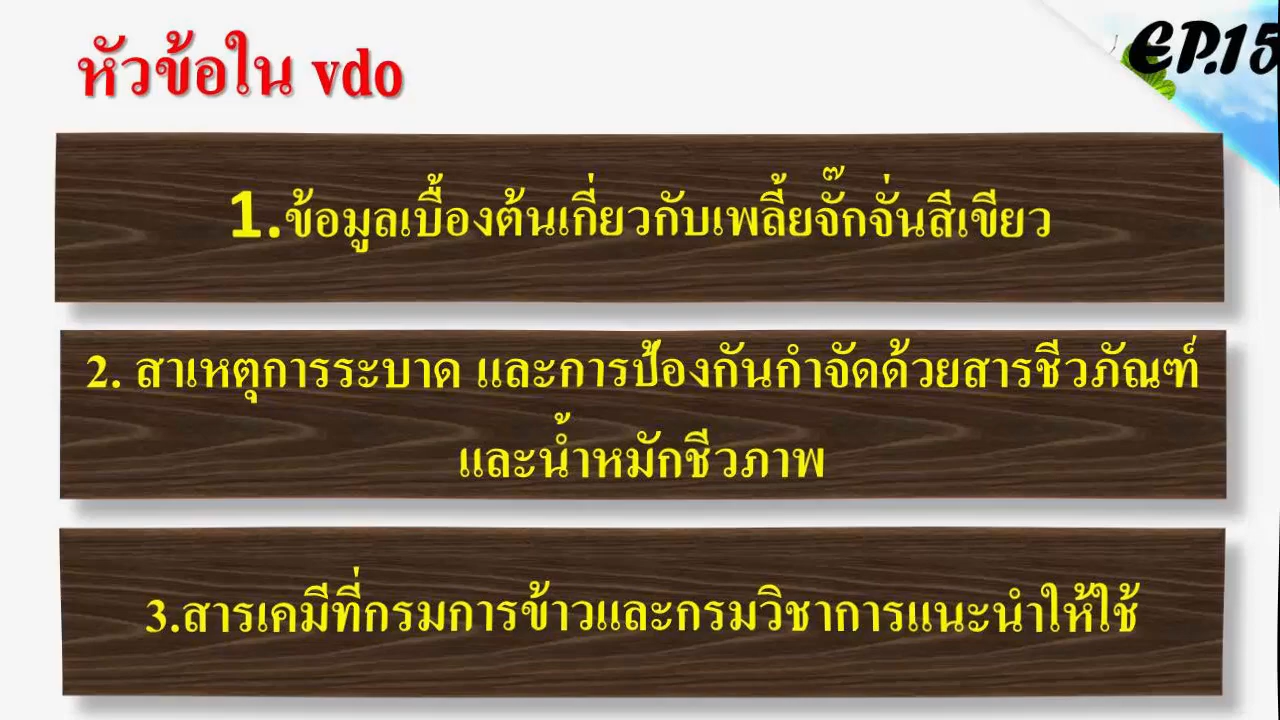 หัวข้อใน vdo
EP.15
1.ข้อมูลเบื้องต้นเกี่ยวกับเพลี้ยจั๊กจั่นสีเขียว
2. สาเหตุการระบาด และการป้องกันกำจัดด้วยสารชีวภัณฑ์
และน้ำหมักชีวภาพ
3.สารเคมีที่กรมการข้าวและกรมวิชาการแนะนำให้ใช้